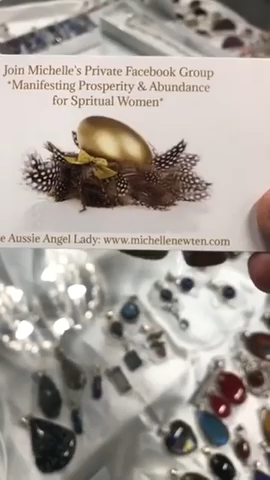 Join Michelle's Private Facebook Group
*Manifesting Prosperity & Abundance
for Spritual Women*
e Aussie Angel Lady: www.michellenewten.com